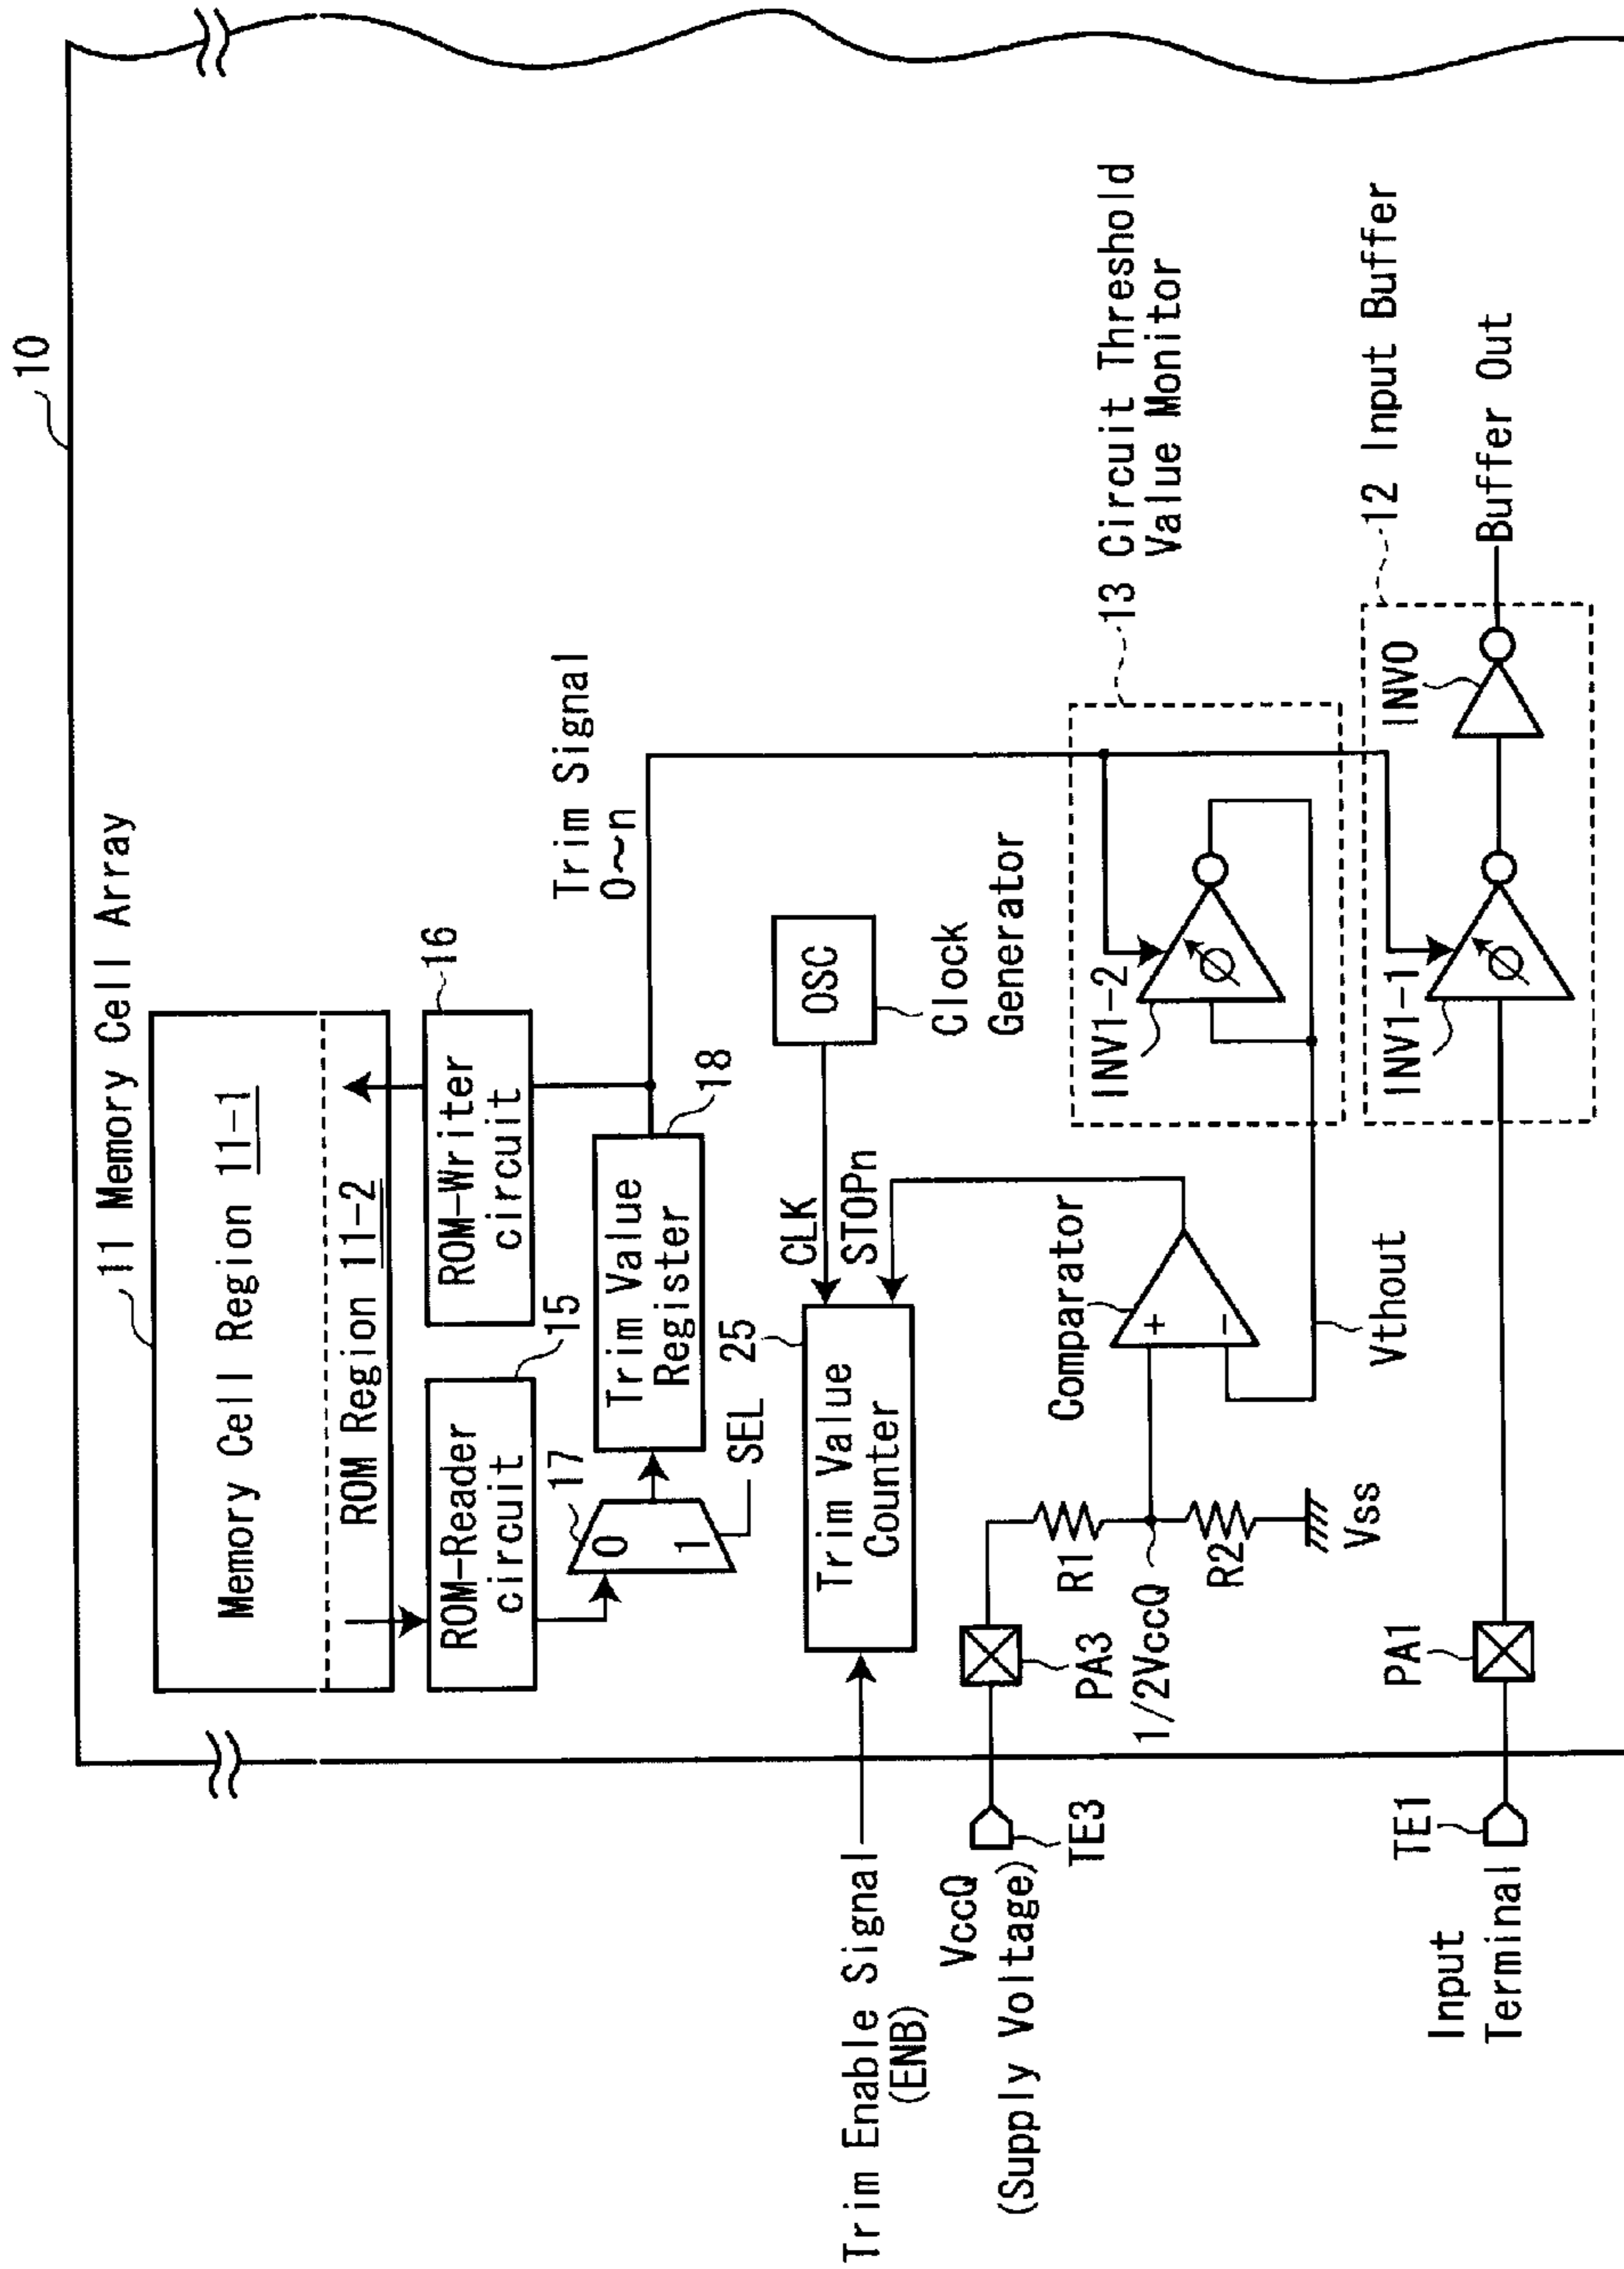 10
11 Memory Cell Array
Memory Cell Region 11-1
ROM Region 11-2
ROM-Reader
circuit
15
ROM-Writer
circuit
16
17
0
1
SEL
Trim Value
Register
18
Trim Signal
0~n
25
Trim Value
Counter
CLK
STOPn
OSC
Clock
Generator
Trim Enable Signal
(ENB)
VccQ
(Supply Voltage)
TE3
PA3
R1
1/2VccQ
R2
Vss
Comparator
+
-
Vthout
INV1-2
13 Circuit Threshold
Value Monitor
Input
Terminal
TE1
PA1
INV1-1
INV0
12 Input Buffer
Buffer Out